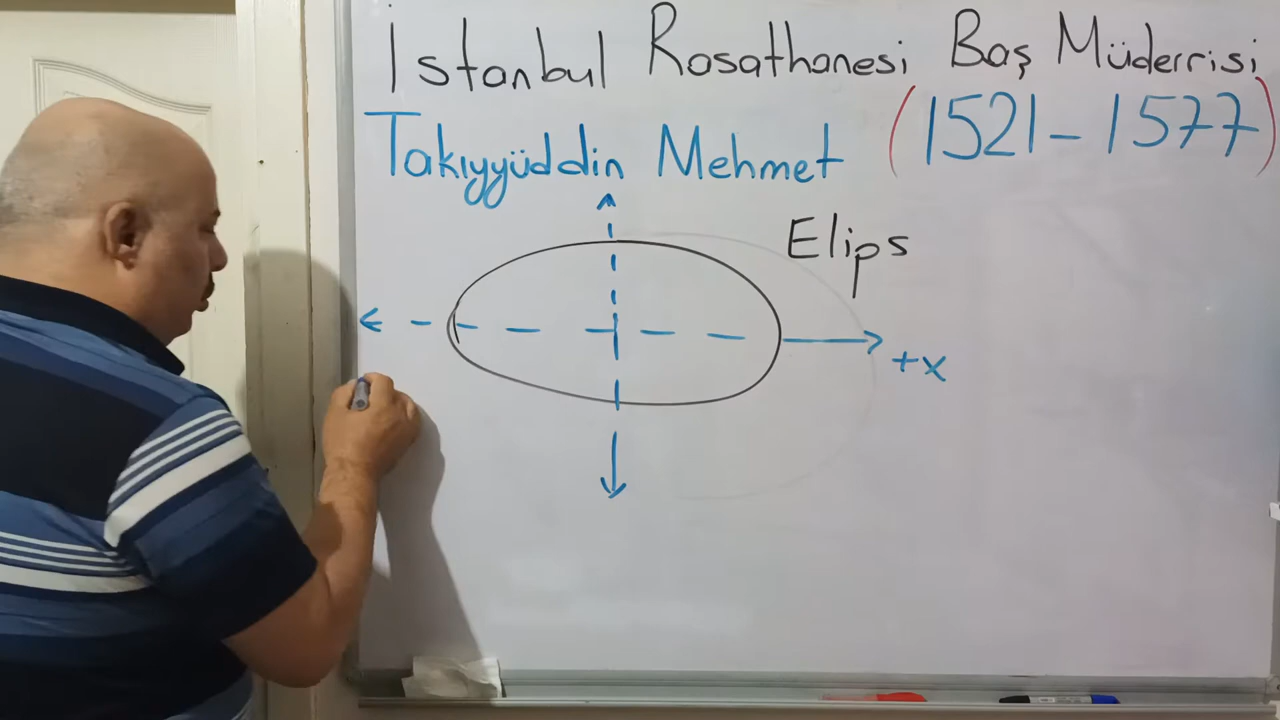 İstanbul Rasathanesi Baş Müderrisi
Takıyyüddin Mehmet (1521-1577)
Elips
+x